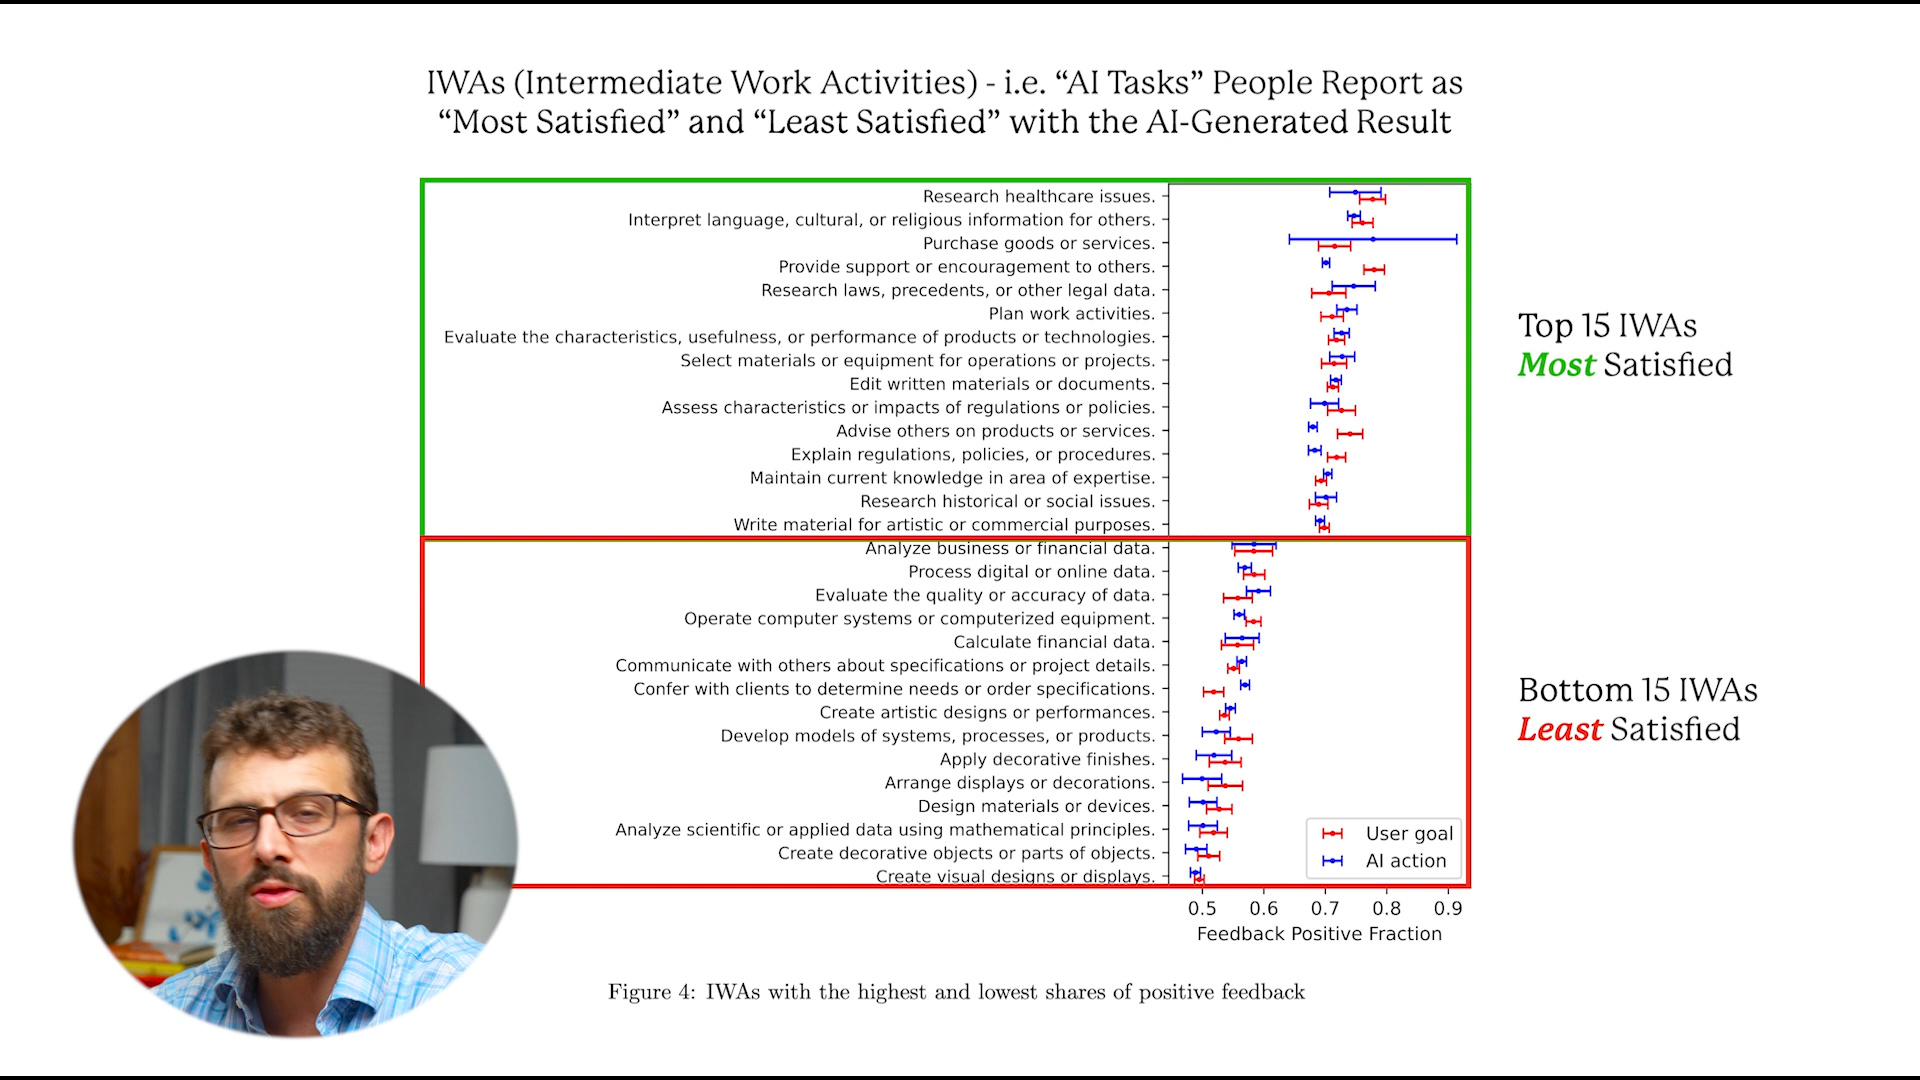 IWAs (Intermediate Work Activities) - i.e. “AI Tasks” People Report as
“Most Satisfied” and “Least Satisfied” with the AI-Generated Result
Research healthcare issues.
Interpret language, cultural, or religious information for others.
Purchase goods or services.
Provide support or encouragement to others.
Research laws, precedents, or other legal data.
Plan work activities.
Evaluate the characteristics, usefulness, or performance of products or technologies.
Select materials or equipment for operations or projects.
Edit written materials or documents.
Assess characteristics or impacts of regulations or policies.
Advise others on products or services.
Explain regulations, policies, or procedures.
Maintain current knowledge in area of expertise.
Research historical or social issues.
Write material for artistic or commercial purposes.
Top 15 IWAs
Most Satisfied
Analyze business or financial data.
Process digital or online data.
Evaluate the quality or accuracy of data.
Operate computer systems or computerized equipment.
Calculate financial data.
Communicate with others about specifications or project details.
Confer with clients to determine needs or order specifications.
Create artistic designs or performances.
Develop models of systems, processes, or products.
Apply decorative finishes.
Arrange displays or decorations.
Design materials or devices.
Analyze scientific or applied data using mathematical principles.
Create decorative objects or parts of objects.
Create visual designs or displays.
Bottom 15 IWAs
Least Satisfied
User goal
AI action
0.5 0.6 0.7 0.8 0.9
Feedback Positive Fraction
Figure 4: IWAs with the highest and lowest shares of positive feedback